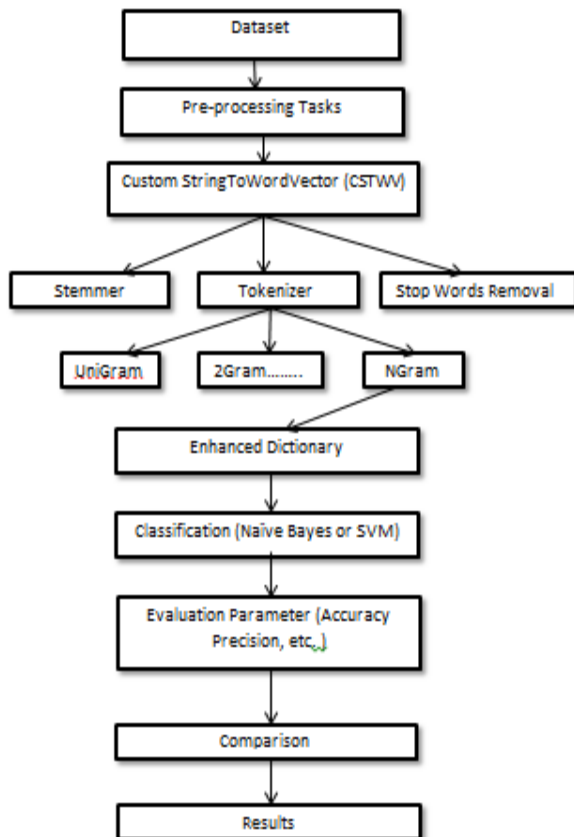 Dataset
Pre-processing Tasks
Custom StringToWordVector (CSTWV)
Stemmer
Tokenizer
Stop Words Removal
UniGram
2Gram........
NGram
Enhanced Dictionary
Classification (Naïve Bayes or SVM)
Evaluation Parameter (Accuracy
Precision, etc,.)
Comparison
Results